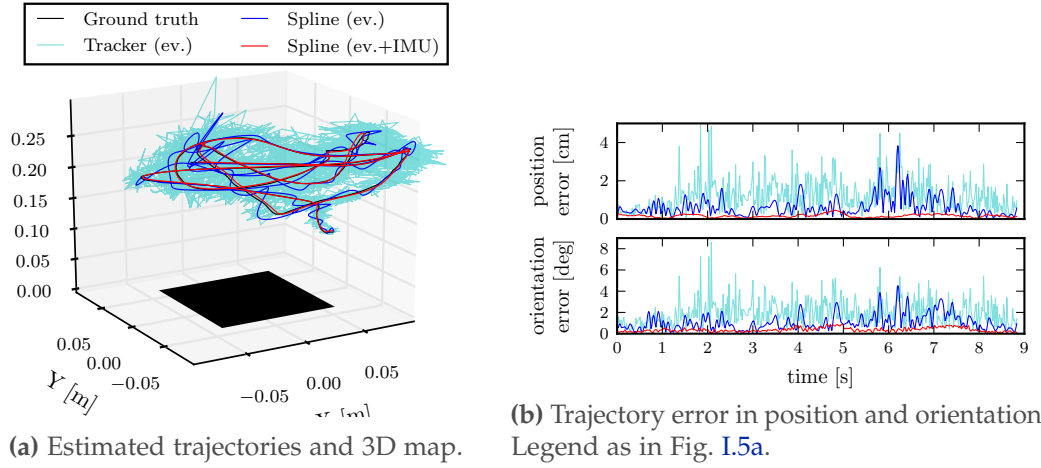 Ground truth
Tracker (ev.)
Spline (ev.)
Spline (ev.+IMU)
0.25
0.20
0.15
0.10
0.05
0.00
0.05
0.00
−0.05
Y [m]
−0.05
0.00
0.05
(a) Estimated trajectories and 3D map.
position
error [cm]
4
2
0
orientation
error [deg]
8
6
4
2
0
0 1 2 3 4 5 6 7 8 9
time [s]
(b) Trajectory error in position and orientation
Legend as in Fig. I.5a.